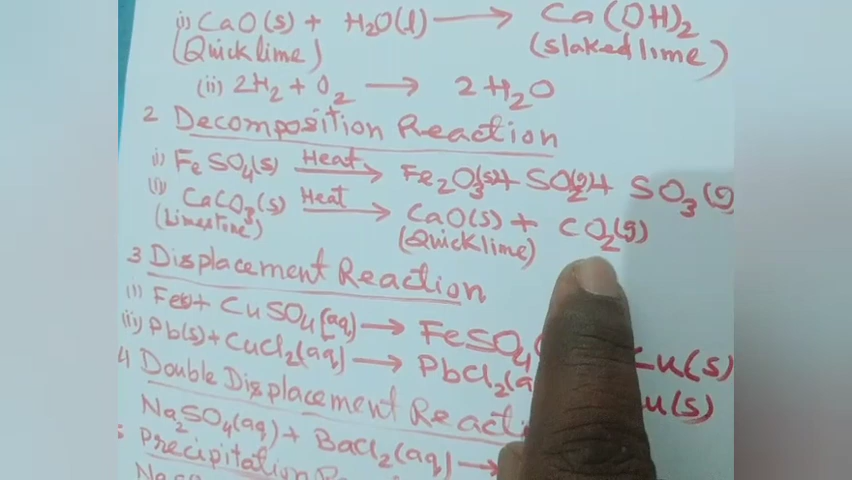 (i) CaO(s) + H₂O(l) → Ca(OH)₂
(Quicklime) (slaked lime)
(ii) 2H₂ + O₂ → 2H₂O
2 Decomposition Reaction
(i) FeSO₄(s) Heat → Fe₂O₃(s) + SO₂(g) + SO₃(g)
(ii) CaCO₃(s) Heat → CaO(s) + CO₂(g)
(Limestone) (Quicklime)
3 Displacement Reaction
(i) Fe(s) + CuSO₄(aq) → FeSO₄( Cu(s)
(ii) Pb(s) + CuCl₂(aq) → PbCl₂(a u(s)
4 Double Displacement Reacti
Na₂SO₄(aq) + BaCl₂(aq) →
Precipitation